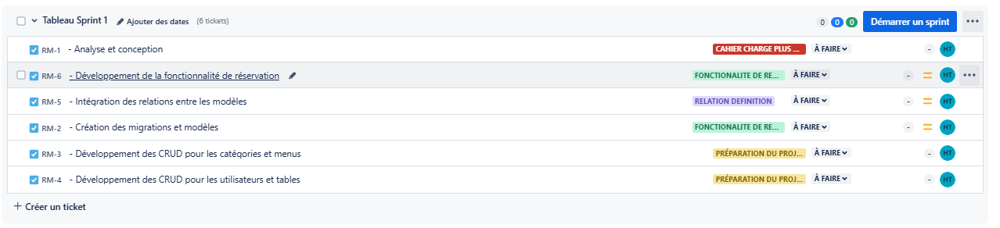 Tableau Sprint 1 Ajouter des dates (6 tickets) 0 0 0 Démarrer un sprint
RM-1 - Analyse et conception CAHIER CHARGE PLUS ... À FAIRE - HT
RM-6 - Développement de la fonctionnalité de réservation FONCTIONALITE DE RE... À FAIRE - HT
RM-5 - Intégration des relations entre les modèles RELATION DEFINITION À FAIRE - HT
RM-2 - Création des migrations et modèles FONCTIONALITE DE RE... À FAIRE - HT
RM-3 - Développement des CRUD pour les catégories et menus PRÉPARATION DU PROJ... À FAIRE - HT
RM-4 - Développement des CRUD pour les utilisateurs et tables PRÉPARATION DU PROJ... À FAIRE - HT
+ Créer un ticket